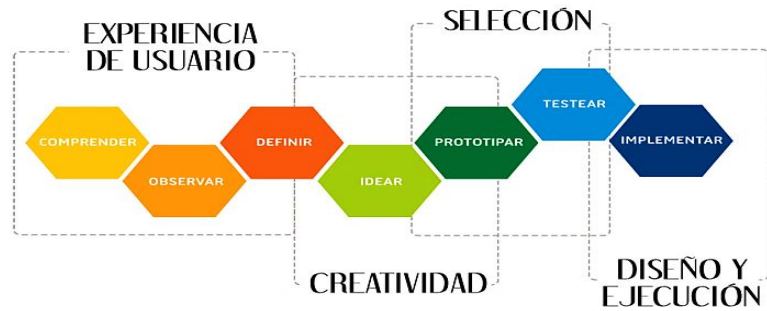 EXPERIENCIA
DE USUARIO
SELECCIÓN
COMPRENDER
OBSERVAR
DEFINIR
IDEAR
PROTOTIPAR
TESTEAR
IMPLEMENTAR
CREATIVIDAD
DISEÑO Y
EJECUCIÓN